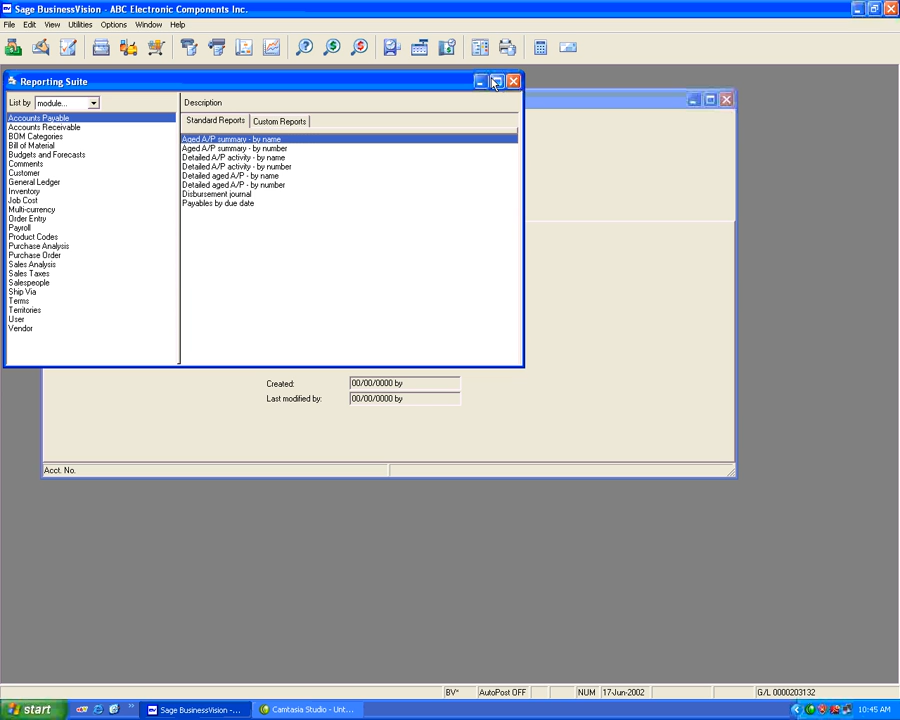 Sage BusinessVision - ABC Electronic Components Inc.
File Edit View Utilities Options Window Help
Reporting Suite
List by module...
Description
Standard Reports Custom Reports
Accounts Payable
Accounts Receivable
BOM Categories
Bill of Material
Budgets and Forecasts
Comments
Customer
General Ledger
Inventory
Job Cost
Multi-currency
Order Entry
Payroll
Product Codes
Purchase Analysis
Purchase Order
Sales Analysis
Sales Taxes
Salespeople
Ship Via
Terms
Territories
User
Vendor
Aged A/P summary - by name
Aged A/P summary - by number
Detailed A/P activity - by name
Detailed A/P activity - by number
Detailed aged A/P - by name
Detailed aged A/P - by number
Disbursement journal
Payables by due date
Created: 00/00/0000 by
Last modified by: 00/00/0000 by
Acct. No.
BV* AutoPost OFF NUM 17-Jun-2002 G/L 0000203132
start Sage BusinessVision -... Camtasia Studio - Unt... 10:45 AM